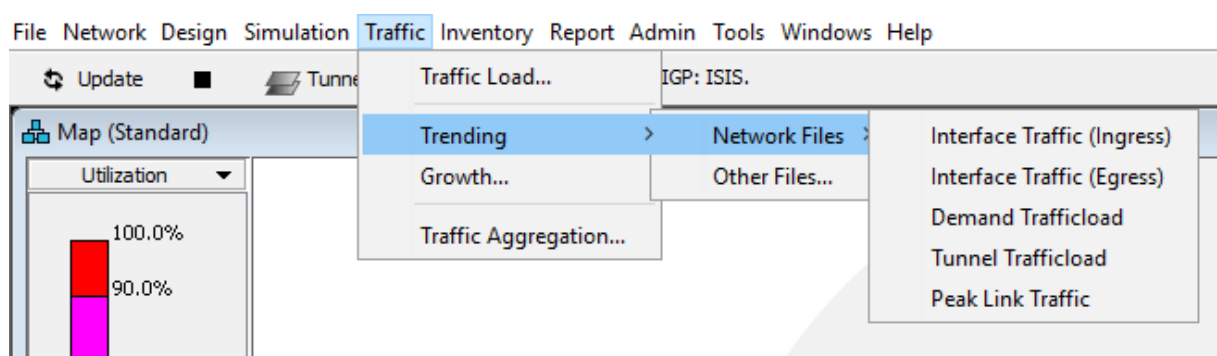 File Network Design Simulation Traffic Inventory Report Admin Tools Windows Help
Update Tunne Traffic Load... IGP: ISIS.
Map (Standard) Trending > Network Files > Interface Traffic (Ingress)
Utilization Growth... Other Files... Interface Traffic (Egress)
100.0% Traffic Aggregation... Demand Trafficload
Tunnel Trafficload
90.0% Peak Link Traffic